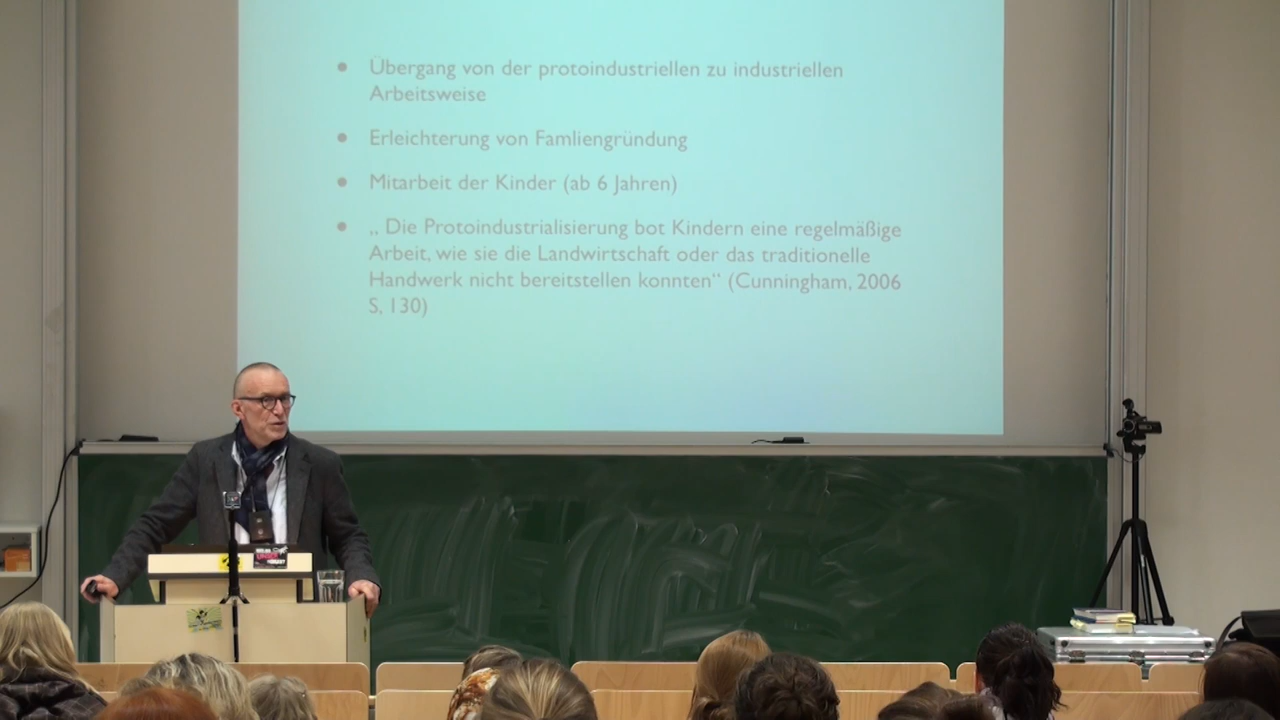 ● Übergang von der protoindustriellen zu industriellen
Arbeitsweise
● Erleichterung von Famliengründung
● Mitarbeit der Kinder (ab 6 Jahren)
● „ Die Protoindustrialisierung bot Kindern eine regelmäßige
Arbeit, wie sie die Landwirtschaft oder das traditionelle
Handwerk nicht bereitstellen konnten“ (Cunningham, 2006
S, 130)